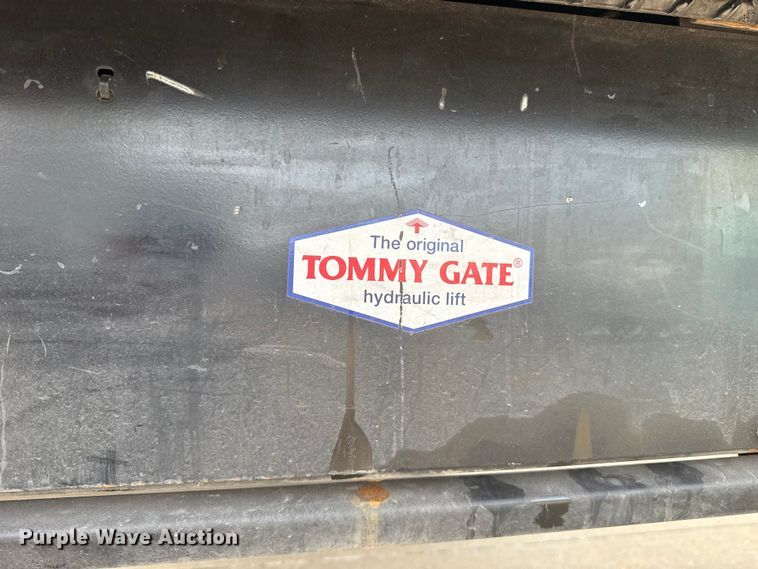 The original
TOMMY GATE®
hydraulic lift
Purple Wave Auction